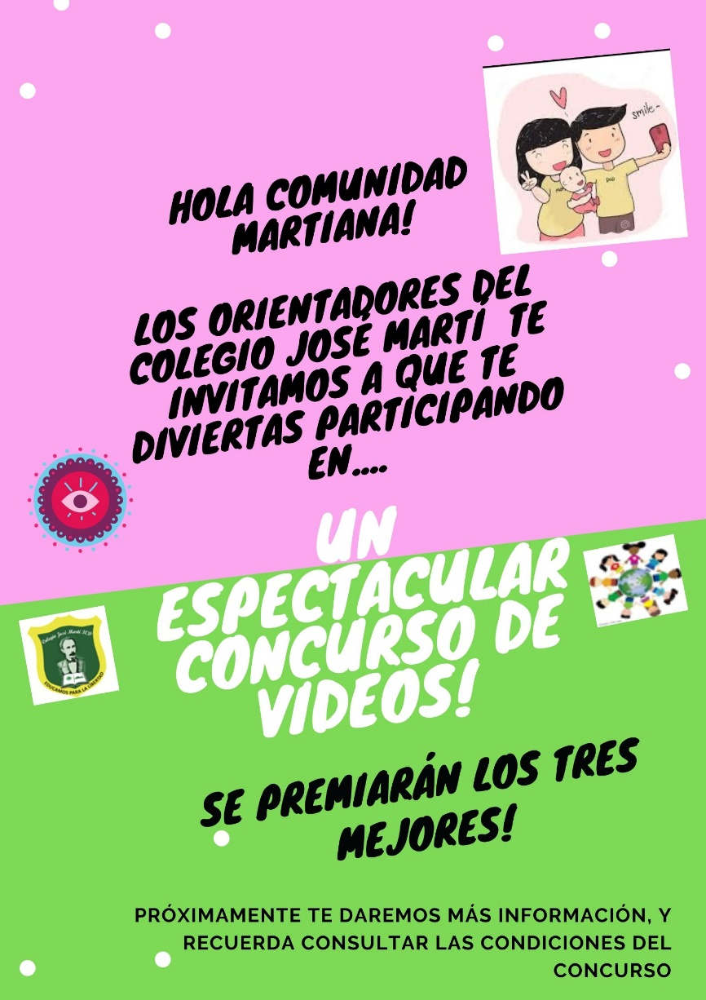 smile~
DAD
HOLA COMUNIDAD
MARTIANA!
LOS ORIENTADORES DEL
COLEGIO JOSÉ MARTÍ TE
INVITAMOS A QUE TE
DIVIERTAS PARTICIPANDO
EN....
UN
ESPECTACULAR
CONCURSO DE
VIDEOS!
Colegio José Martí IED
EDUCAMOS PARA LA LIBERTAD
SE PREMIARÁN LOS TRES
MEJORES!
PRÓXIMAMENTE TE DAREMOS MÁS INFORMACIÓN, Y
RECUERDA CONSULTAR LAS CONDICIONES DEL
CONCURSO